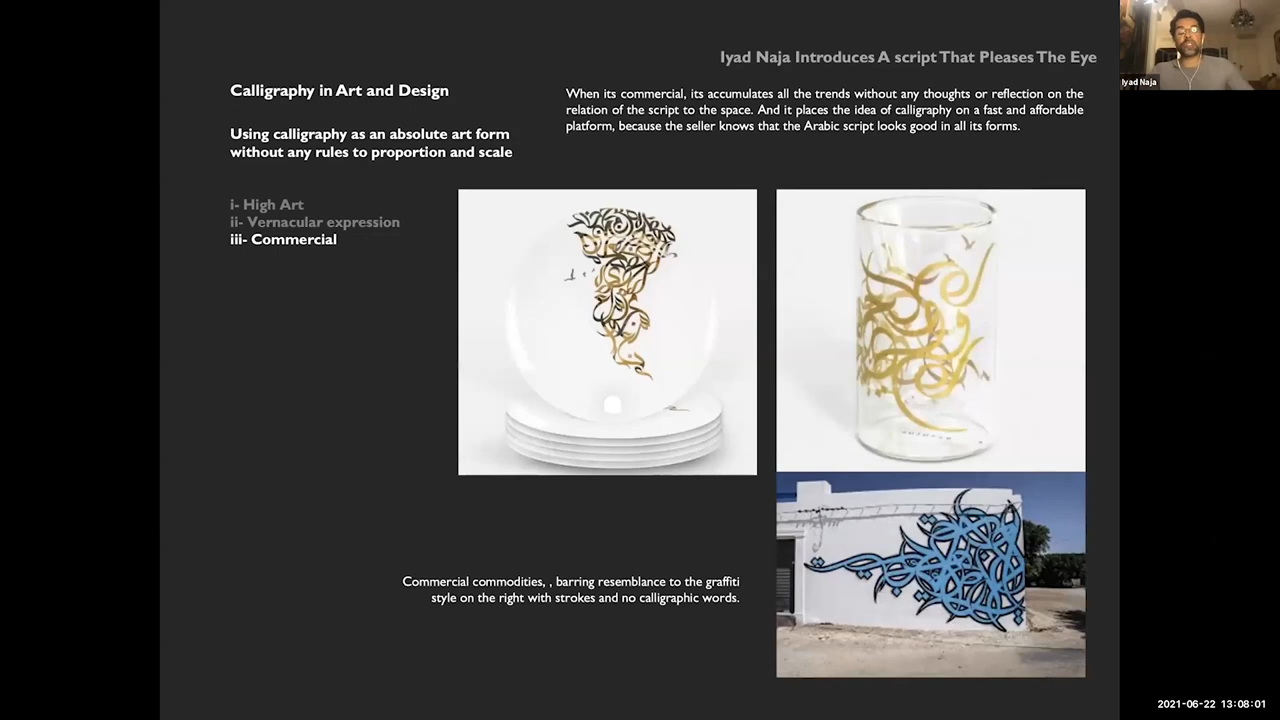 Iyad Naja Introduces A script That Pleases The Eye
Calligraphy in Art and Design
Using calligraphy as an absolute art form
without any rules to proportion and scale
i- High Art
ii- Vernacular expression
iii- Commercial
When its commercial, its accumulates all the trends without any thoughts or reflection on the
relation of the script to the space. And it places the idea of calligraphy on a fast and affordable
platform, because the seller knows that the Arabic script looks good in all its forms.
Commercial commodities, , barring resemblance to the graffiti
style on the right with strokes and no calligraphic words.
Iyad Naja
2021-06-22 13:08:01